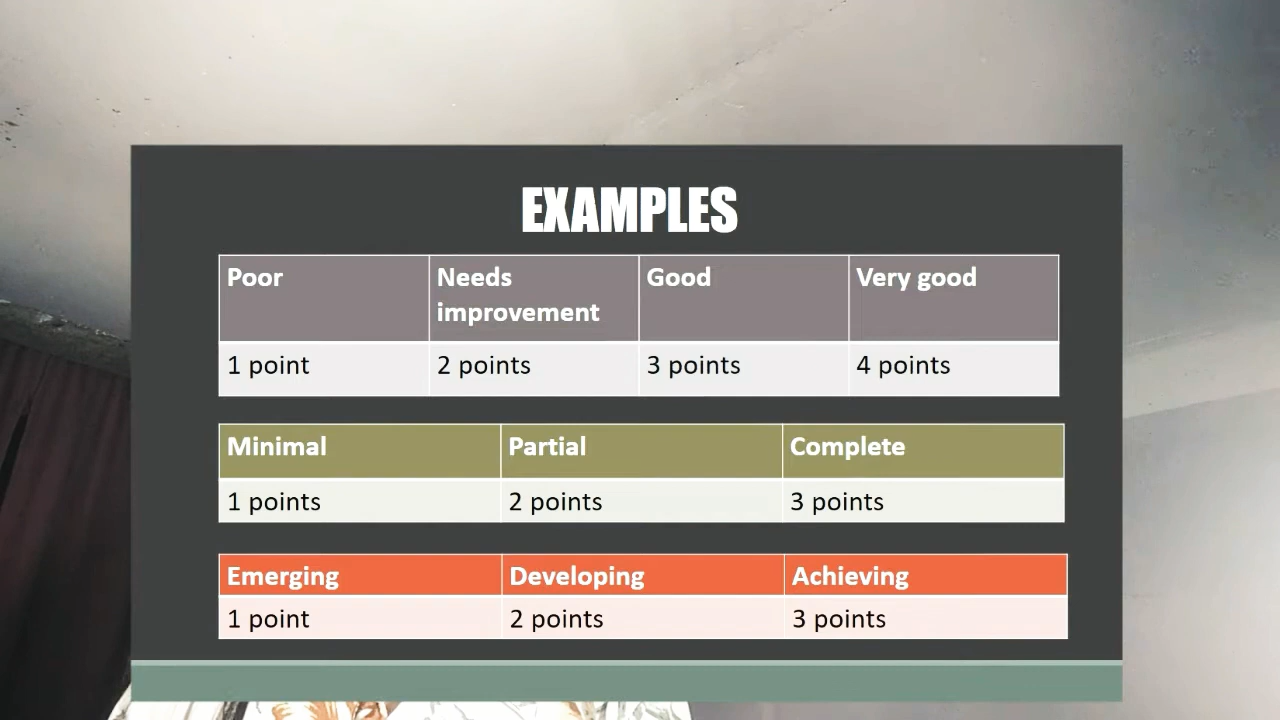 EXAMPLES
Poor Needs improvement Good Very good
1 point 2 points 3 points 4 points
Minimal Partial Complete
1 points 2 points 3 points
Emerging Developing Achieving
1 point 2 points 3 points